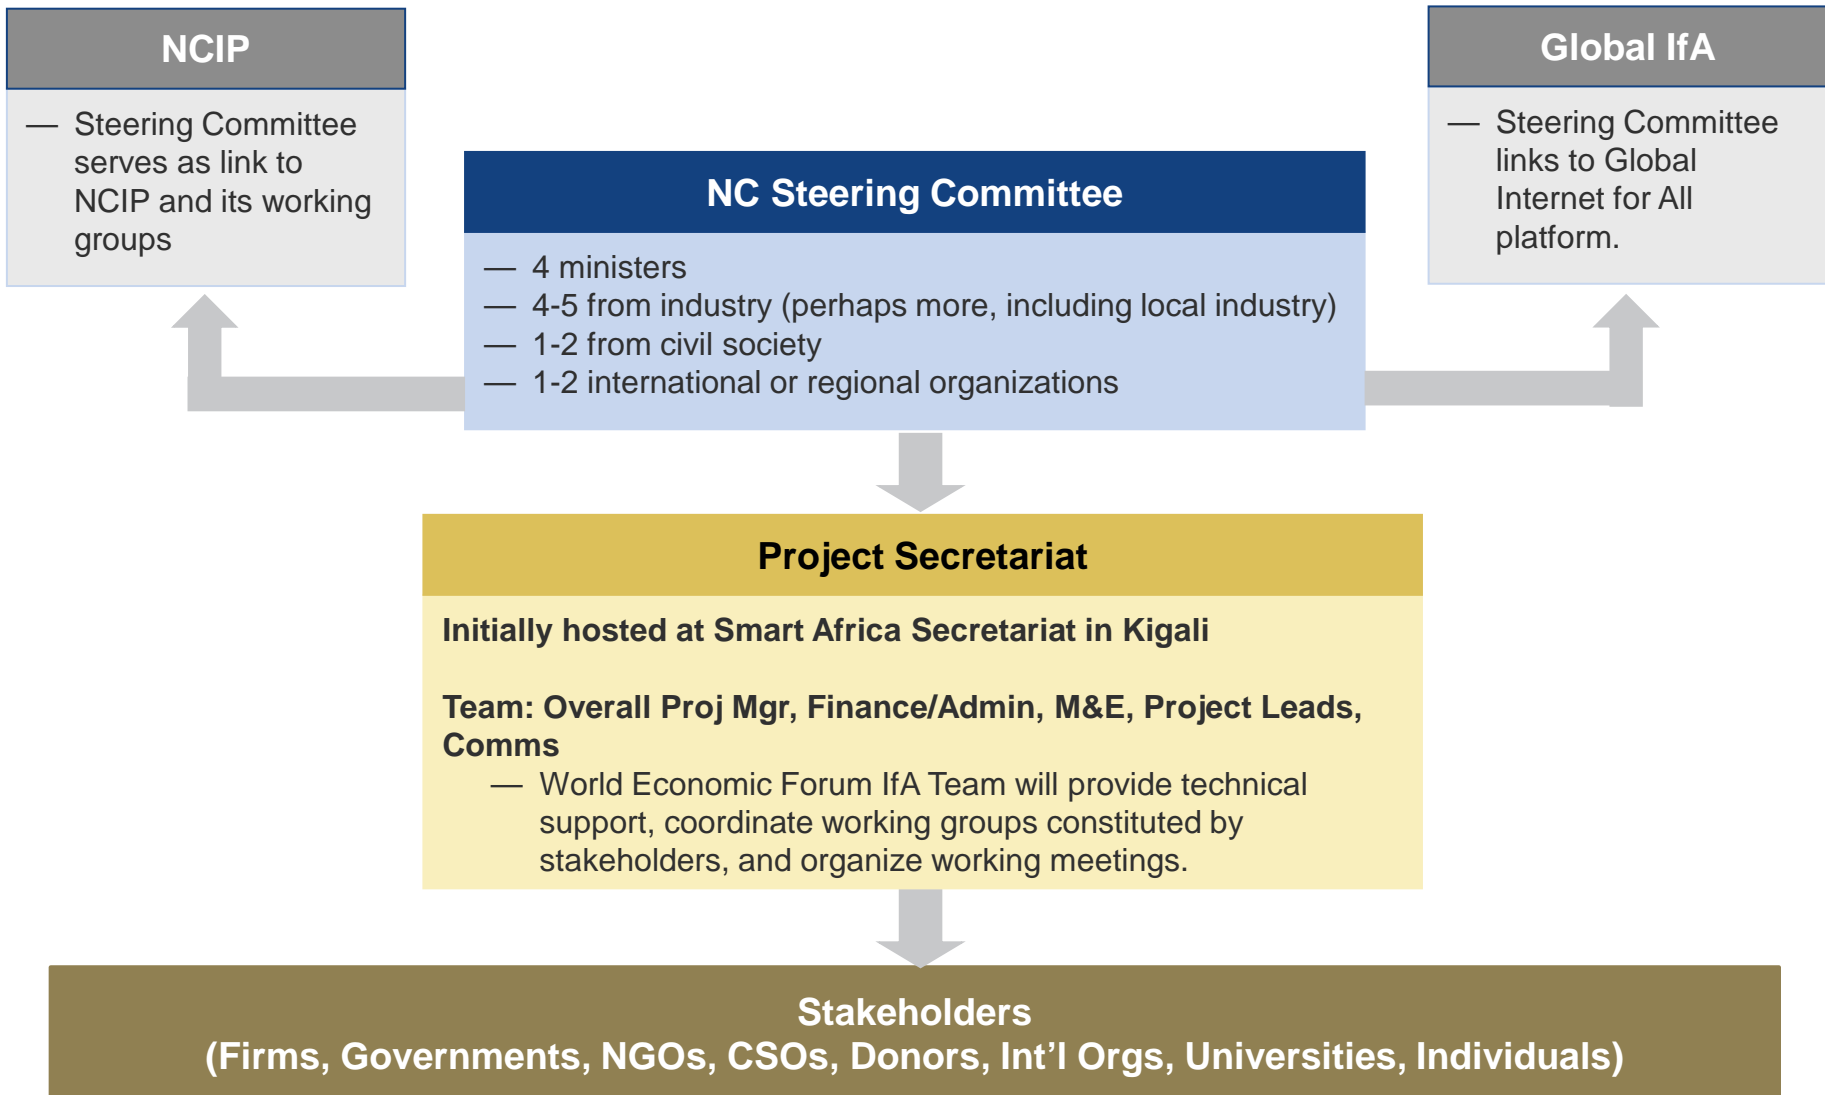 NCIP
— Steering Committee
serves as link to
NCIP and its working
groups
Global IfA
— Steering Committee
links to Global
Internet for All
platform.
NC Steering Committee
— 4 ministers
— 4-5 from industry (perhaps more, including local industry)
— 1-2 from civil society
— 1-2 international or regional organizations
Project Secretariat
Initially hosted at Smart Africa Secretariat in Kigali
Team: Overall Proj Mgr, Finance/Admin, M&E, Project Leads,
Comms
— World Economic Forum IfA Team will provide technical
support, coordinate working groups constituted by
stakeholders, and organize working meetings.
Stakeholders
(Firms, Governments, NGOs, CSOs, Donors, Int’l Orgs, Universities, Individuals)